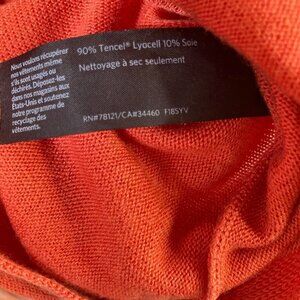 Nous voulons récupérer
nos vêtements même
s'ils sont usagés ou
déchirés. Déposez-les
dans nos magasins aux
États-Unis et soutenez
notre programme de
recyclage des
vêtements.
90% Tencel® Lyocell 10% Soie
Nettoyage à sec seulement
RN#78121/CA#34460 F18SYV